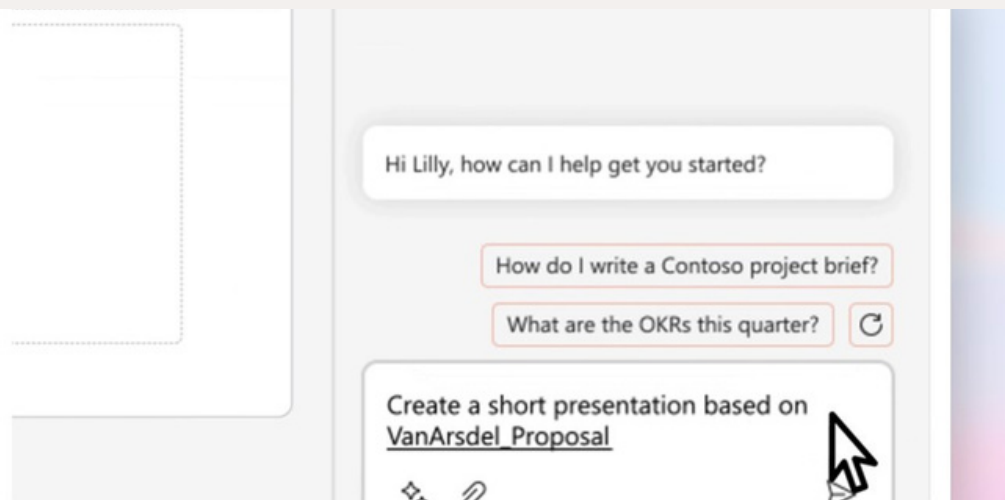 Hi Lilly, how can I help get you started?
How do I write a Contoso project brief?
What are the OKRs this quarter?
Create a short presentation based on
VanArsdel_Proposal